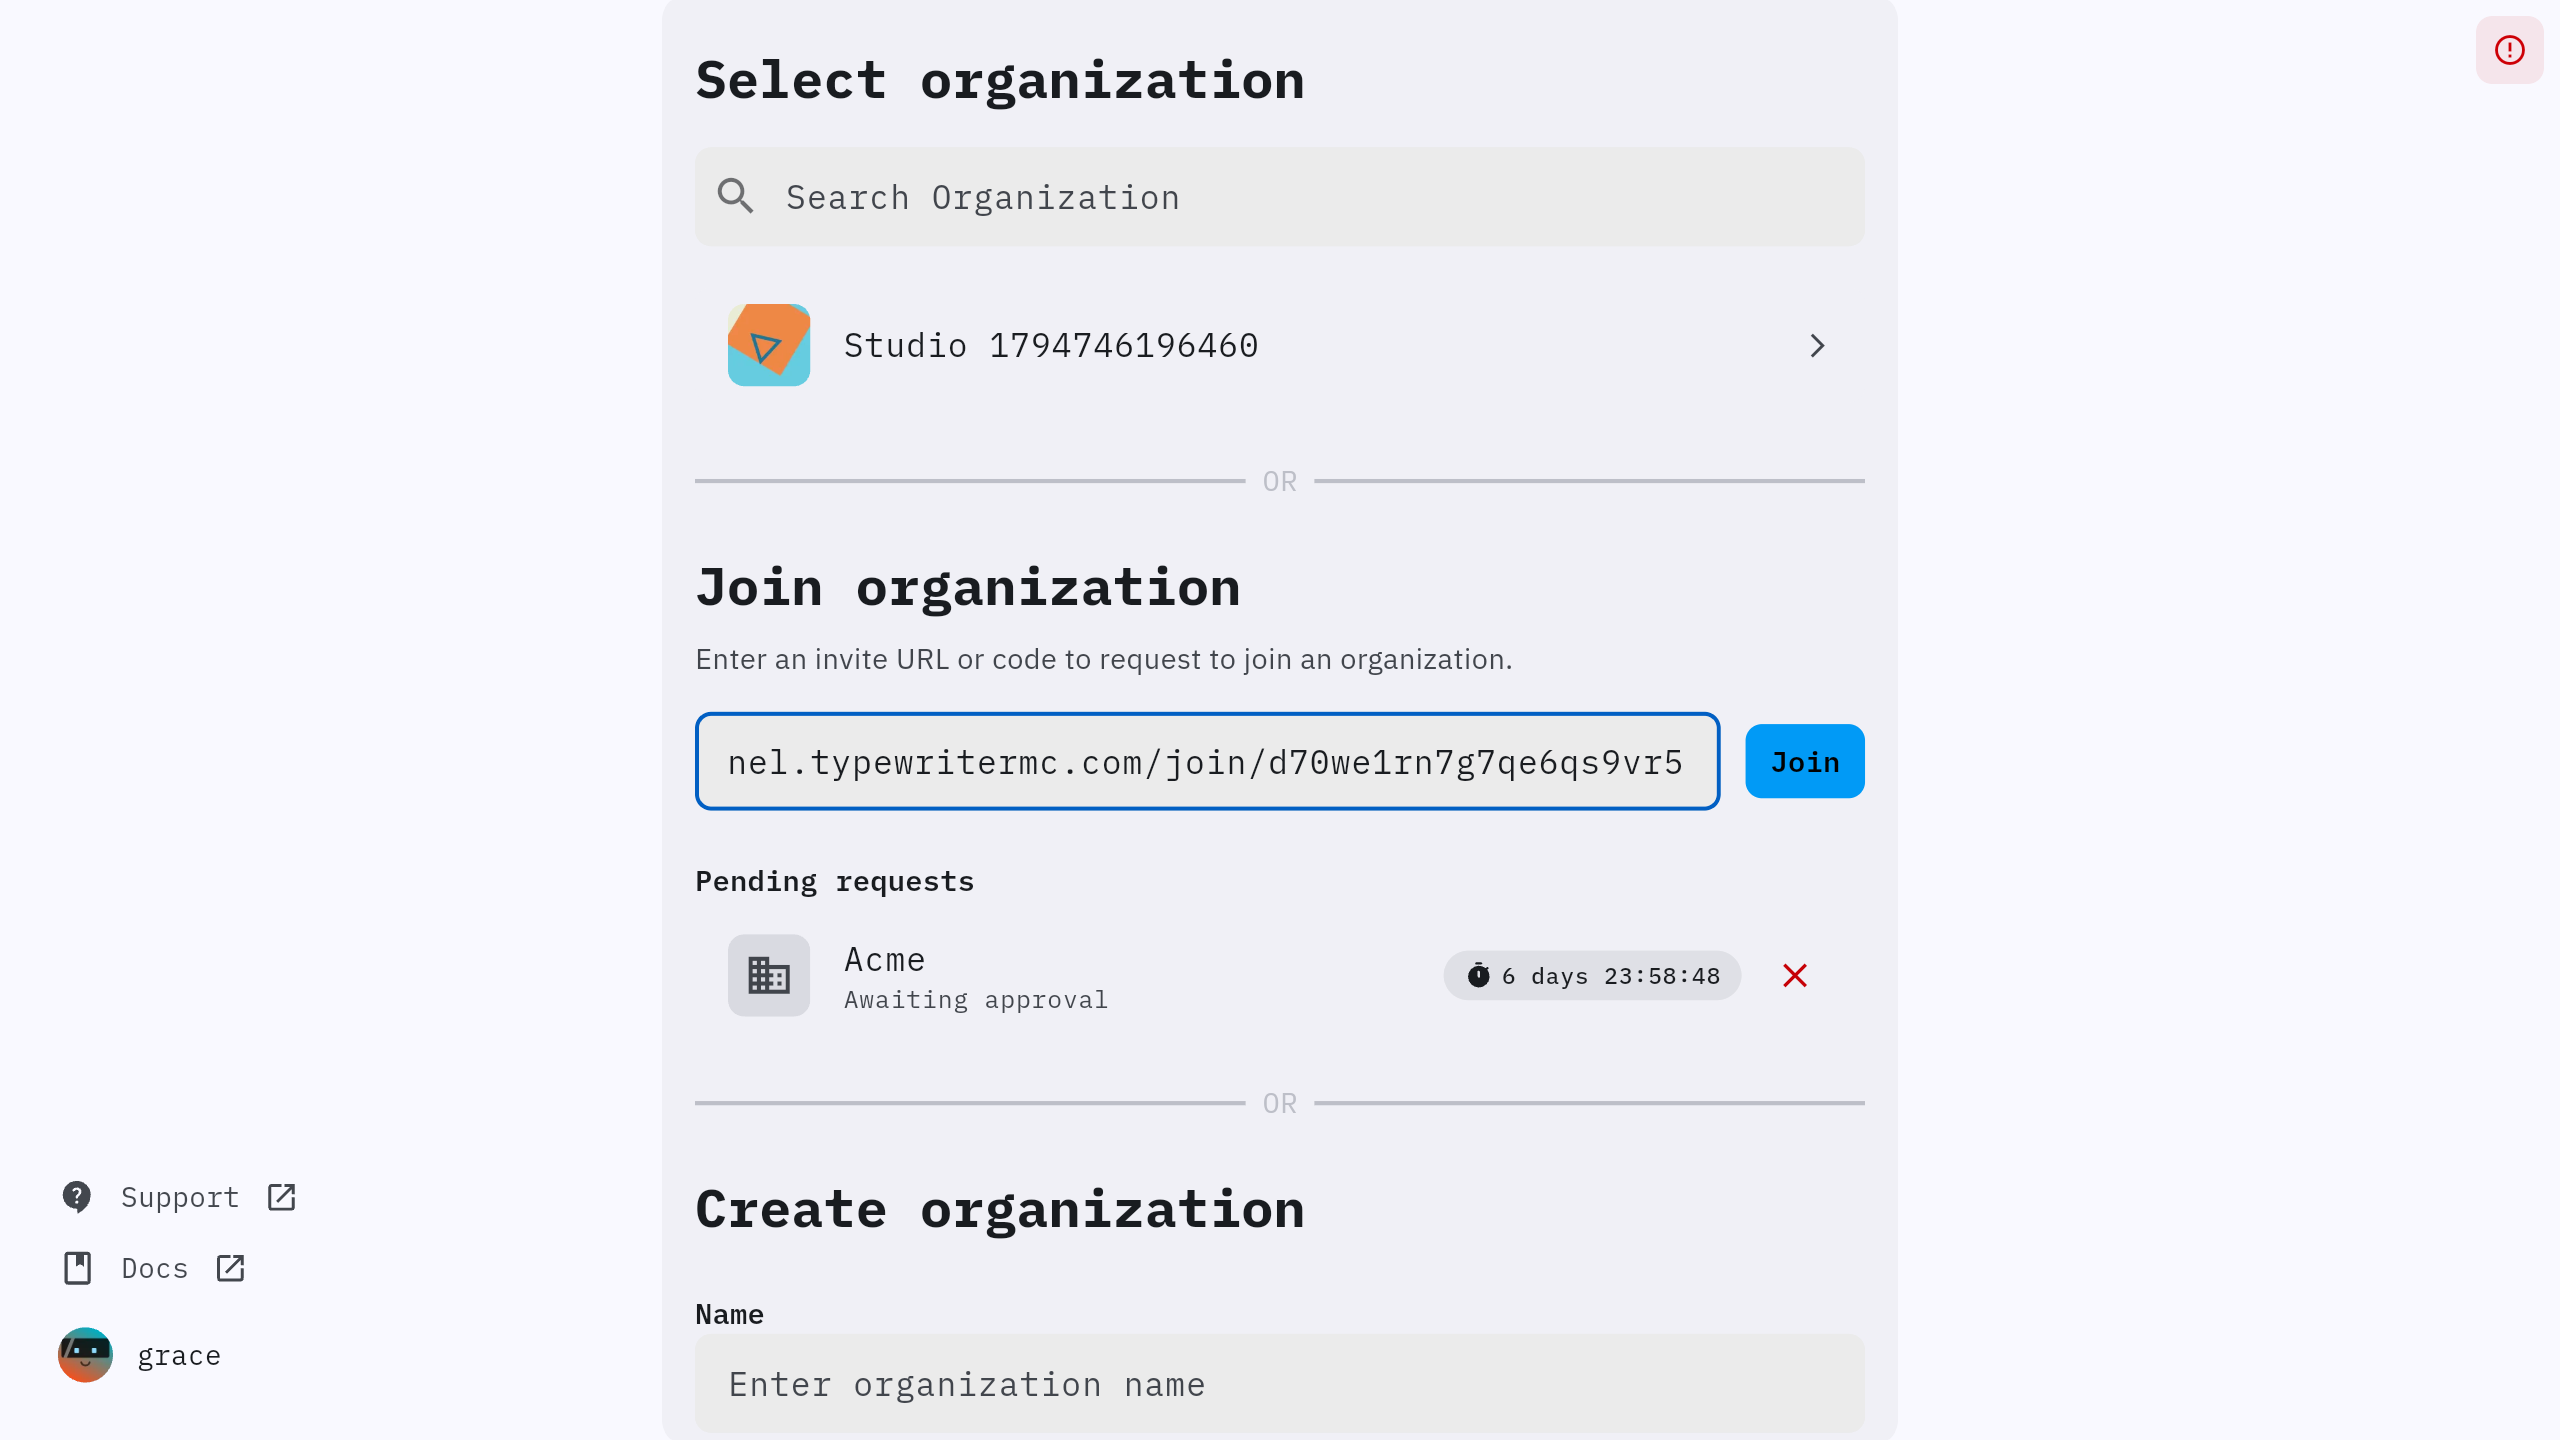 Select organization
Search Organization
Studio 1794746196460
OR
Join organization
Enter an invite URL or code to request to join an organization.
nel.typewritermc.com/join/d70we1rn7g7qe6qs9vr5
Join
Pending requests
Acme
Awaiting approval
6 days 23:58:48
OR
Create organization
Name
Enter organization name
Support
Docs
grace